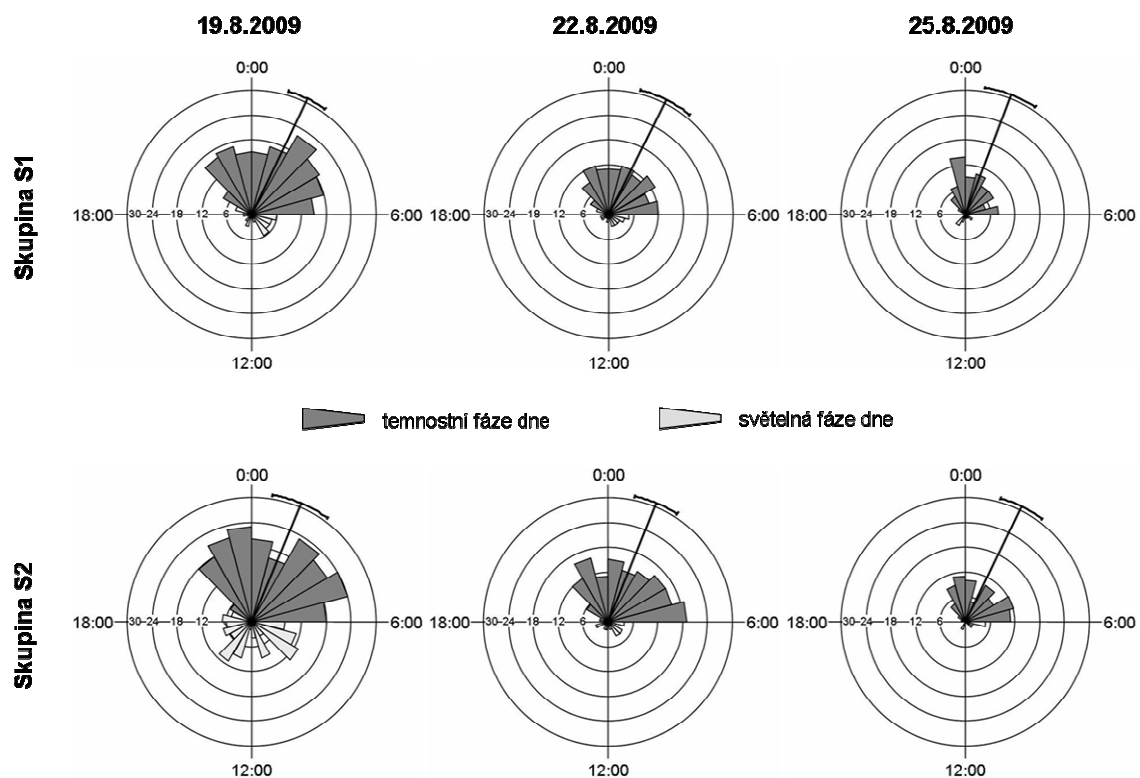 19.8.2009 22.8.2009 25.8.2009
Skupina S1
0:00 0:00 0:00
18:00 30 24 18 12 6 6:00 18:00 30 24 18 12 6 6:00 18:00 30 24 18 12 6 6:00
12:00 12:00 12:00
temnostní fáze dne světelná fáze dne
Skupina S2
0:00 0:00 0:00
18:00 30 24 18 12 6 6:00 18:00 30 24 18 12 6 6:00 18:00 30 24 18 12 6 6:00
12:00 12:00 12:00